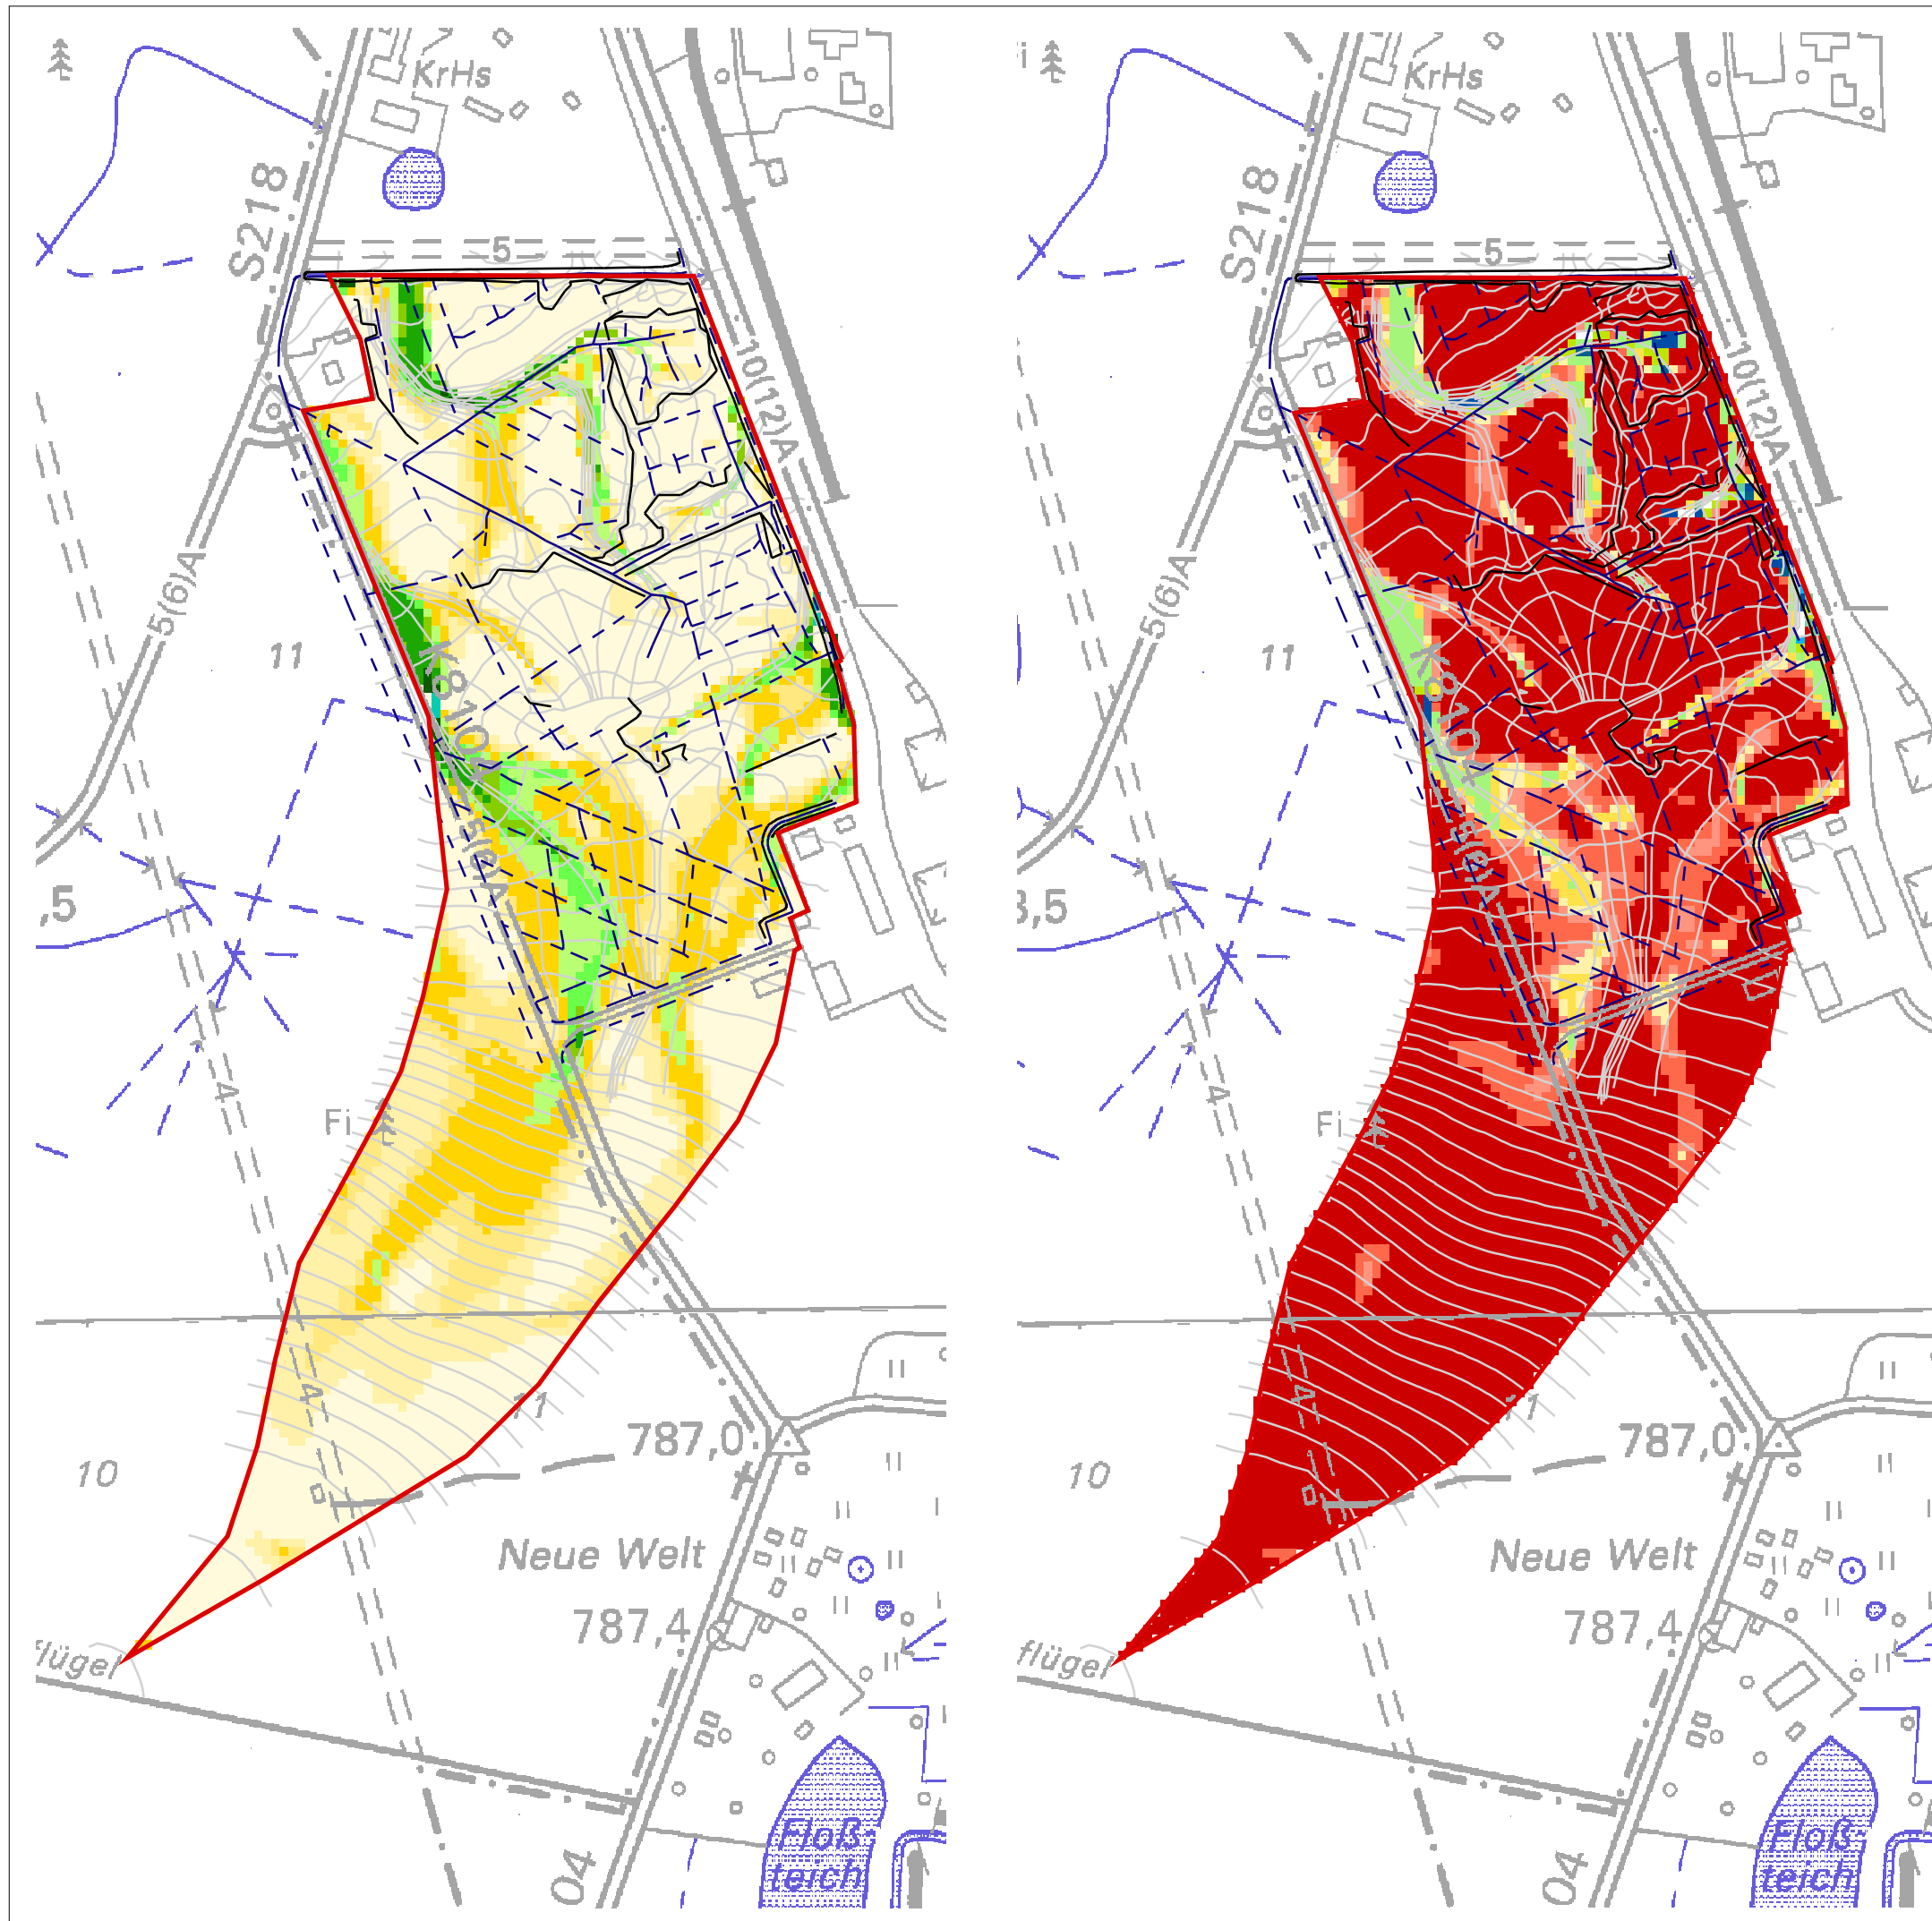 KrHs
S218
5
10(12)A
5(6)A
11
K8104
,5
4
Fi
4
11
787,0
10
Neue Welt
787,4
flügel
Floß-
teich
04
KrHs
S218
5
10(12)A
5(6)A
11
K8104
3,5
4
Fi
4
11
787,0
10
Neue Welt
787,4
flügel
Floß-
teich
04